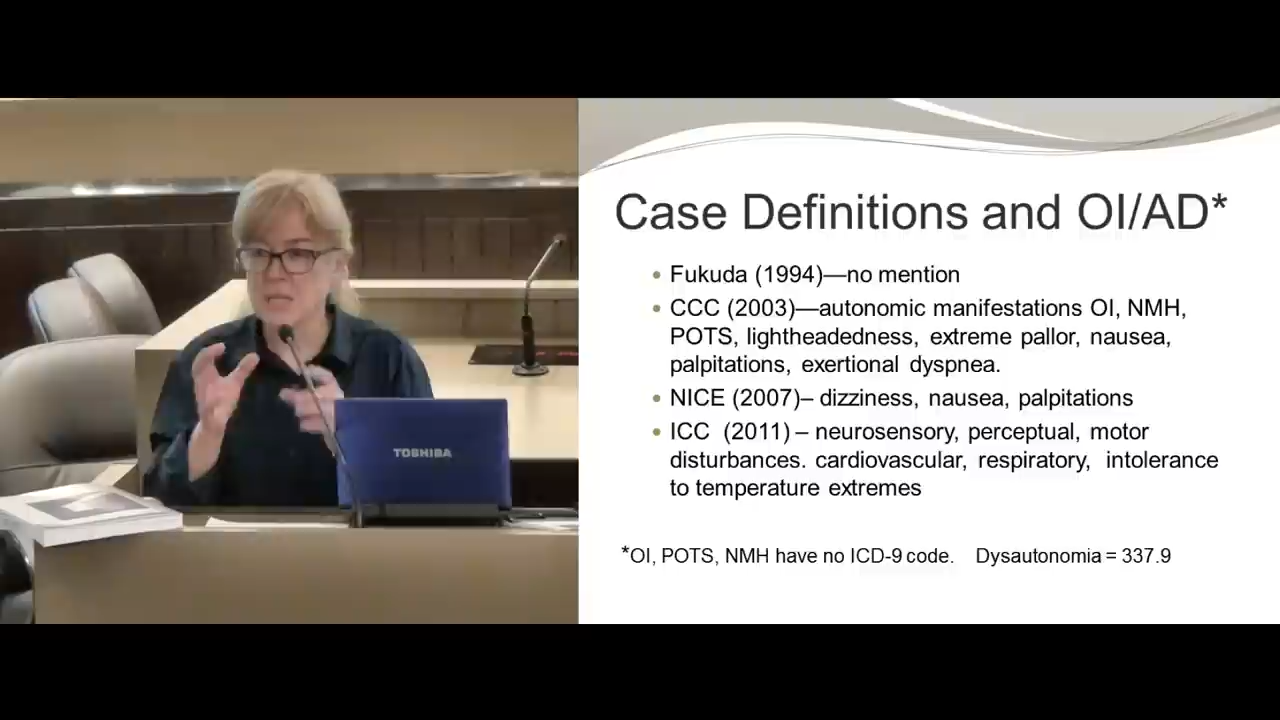 Case Definitions and OI/AD*
• Fukuda (1994)—no mention
• CCC (2003)—autonomic manifestations OI, NMH,
POTS, lightheadedness, extreme pallor, nausea,
palpitations, exertional dyspnea.
• NICE (2007)– dizziness, nausea, palpitations
• ICC (2011) – neurosensory, perceptual, motor
disturbances. cardiovascular, respiratory, intolerance
to temperature extremes
*OI, POTS, NMH have no ICD-9 code. Dysautonomia = 337.9
TOSHIBA